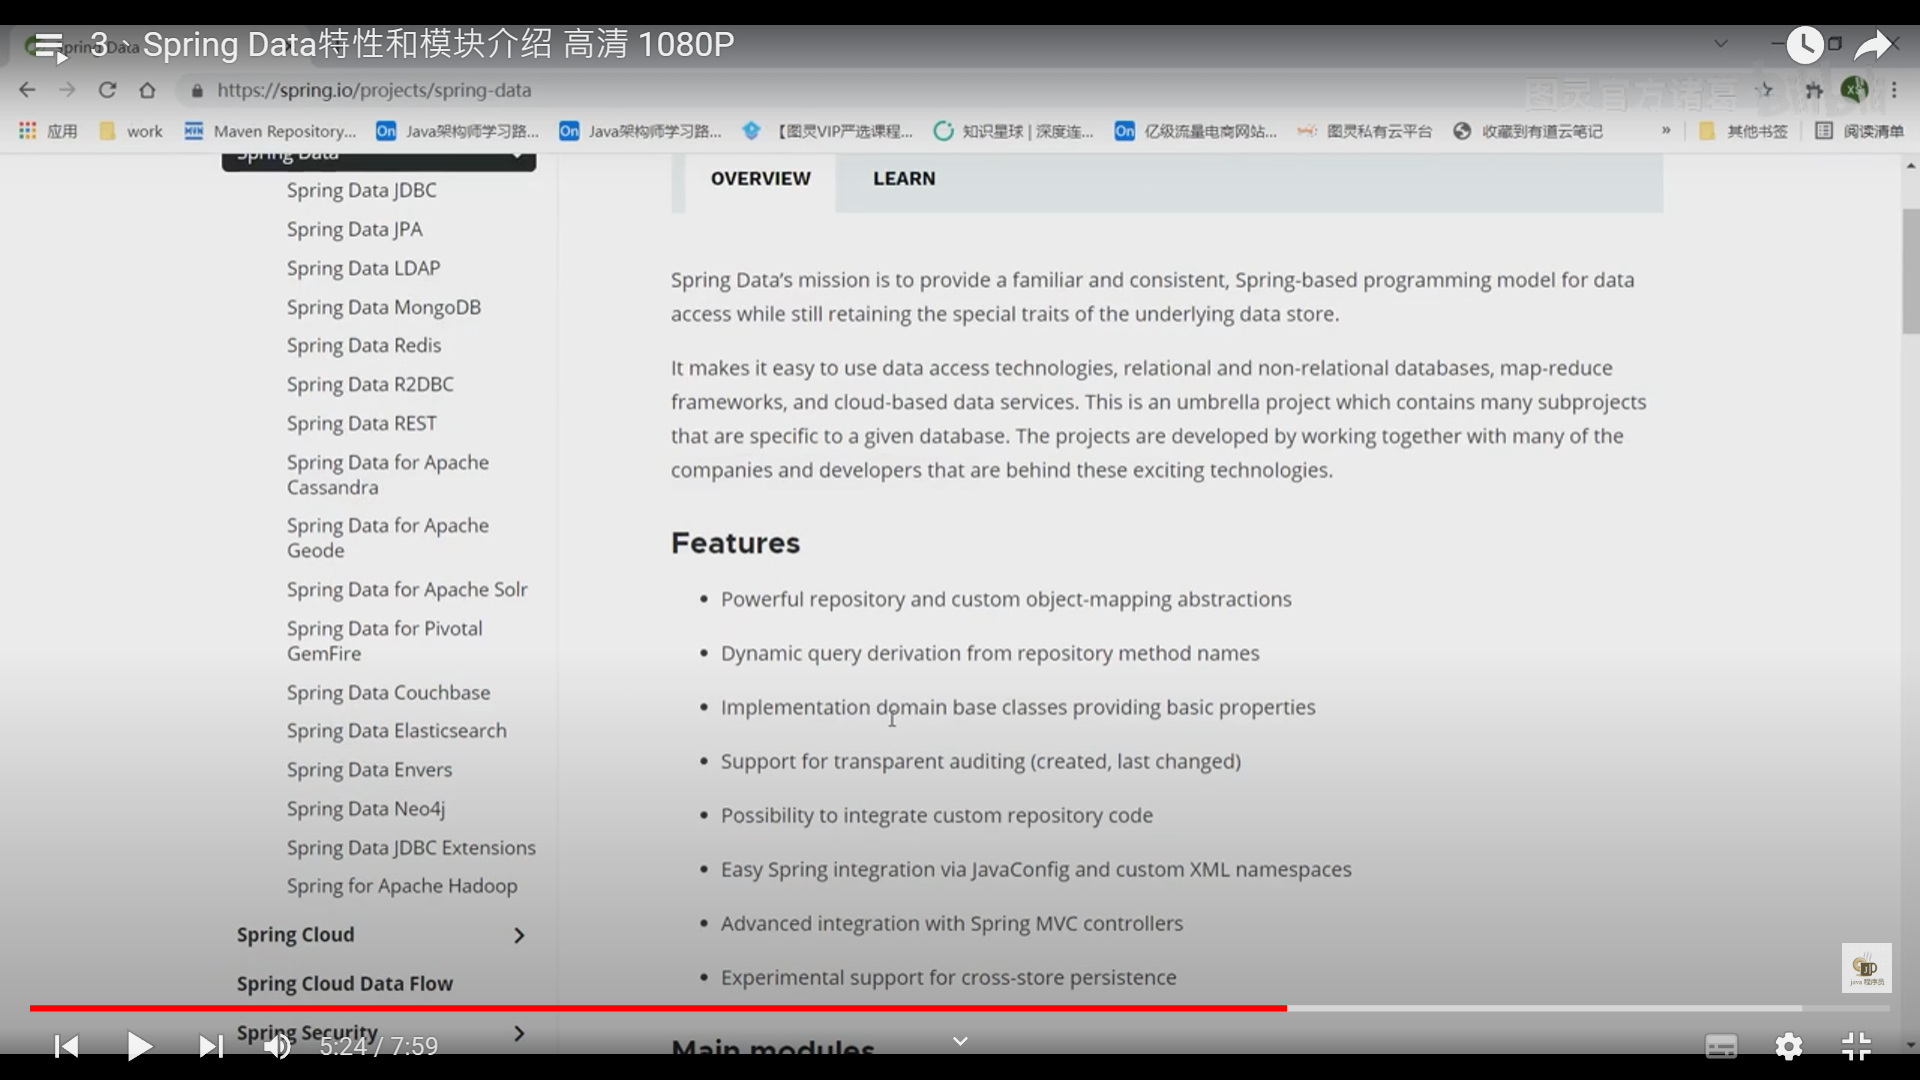 3、Spring Data特性和模块介绍 高清 1080P
https://spring.io/projects/spring-data
图灵官方诸葛
bilibili
应用
work
Maven Repository...
Java架构师学习路...
Java架构师学习路...
【图灵VIP严选课程...
知识星球 | 深度连...
亿级流量电商网站...
图灵私有云平台
收藏到有道云笔记
»
其他书签
阅读清单
Spring Data
Spring Data JDBC
Spring Data JPA
Spring Data LDAP
Spring Data MongoDB
Spring Data Redis
Spring Data R2DBC
Spring Data REST
Spring Data for Apache
Cassandra
Spring Data for Apache
Geode
Spring Data for Apache Solr
Spring Data for Pivotal
GemFire
Spring Data Couchbase
Spring Data Elasticsearch
Spring Data Envers
Spring Data Neo4j
Spring Data JDBC Extensions
Spring for Apache Hadoop
Spring Cloud
Spring Cloud Data Flow
Spring Security
OVERVIEW
LEARN
Spring Data's mission is to provide a familiar and consistent, Spring-based programming model for data
access while still retaining the special traits of the underlying data store.
It makes it easy to use data access technologies, relational and non-relational databases, map-reduce
frameworks, and cloud-based data services. This is an umbrella project which contains many subprojects
that are specific to a given database. The projects are developed by working together with many of the
companies and developers that are behind these exciting technologies.
Features
• Powerful repository and custom object-mapping abstractions
• Dynamic query derivation from repository method names
• Implementation domain base classes providing basic properties
• Support for transparent auditing (created, last changed)
• Possibility to integrate custom repository code
• Easy Spring integration via JavaConfig and custom XML namespaces
• Advanced integration with Spring MVC controllers
• Experimental support for cross-store persistence
Main modules
java 程序员
5:24 / 7:59